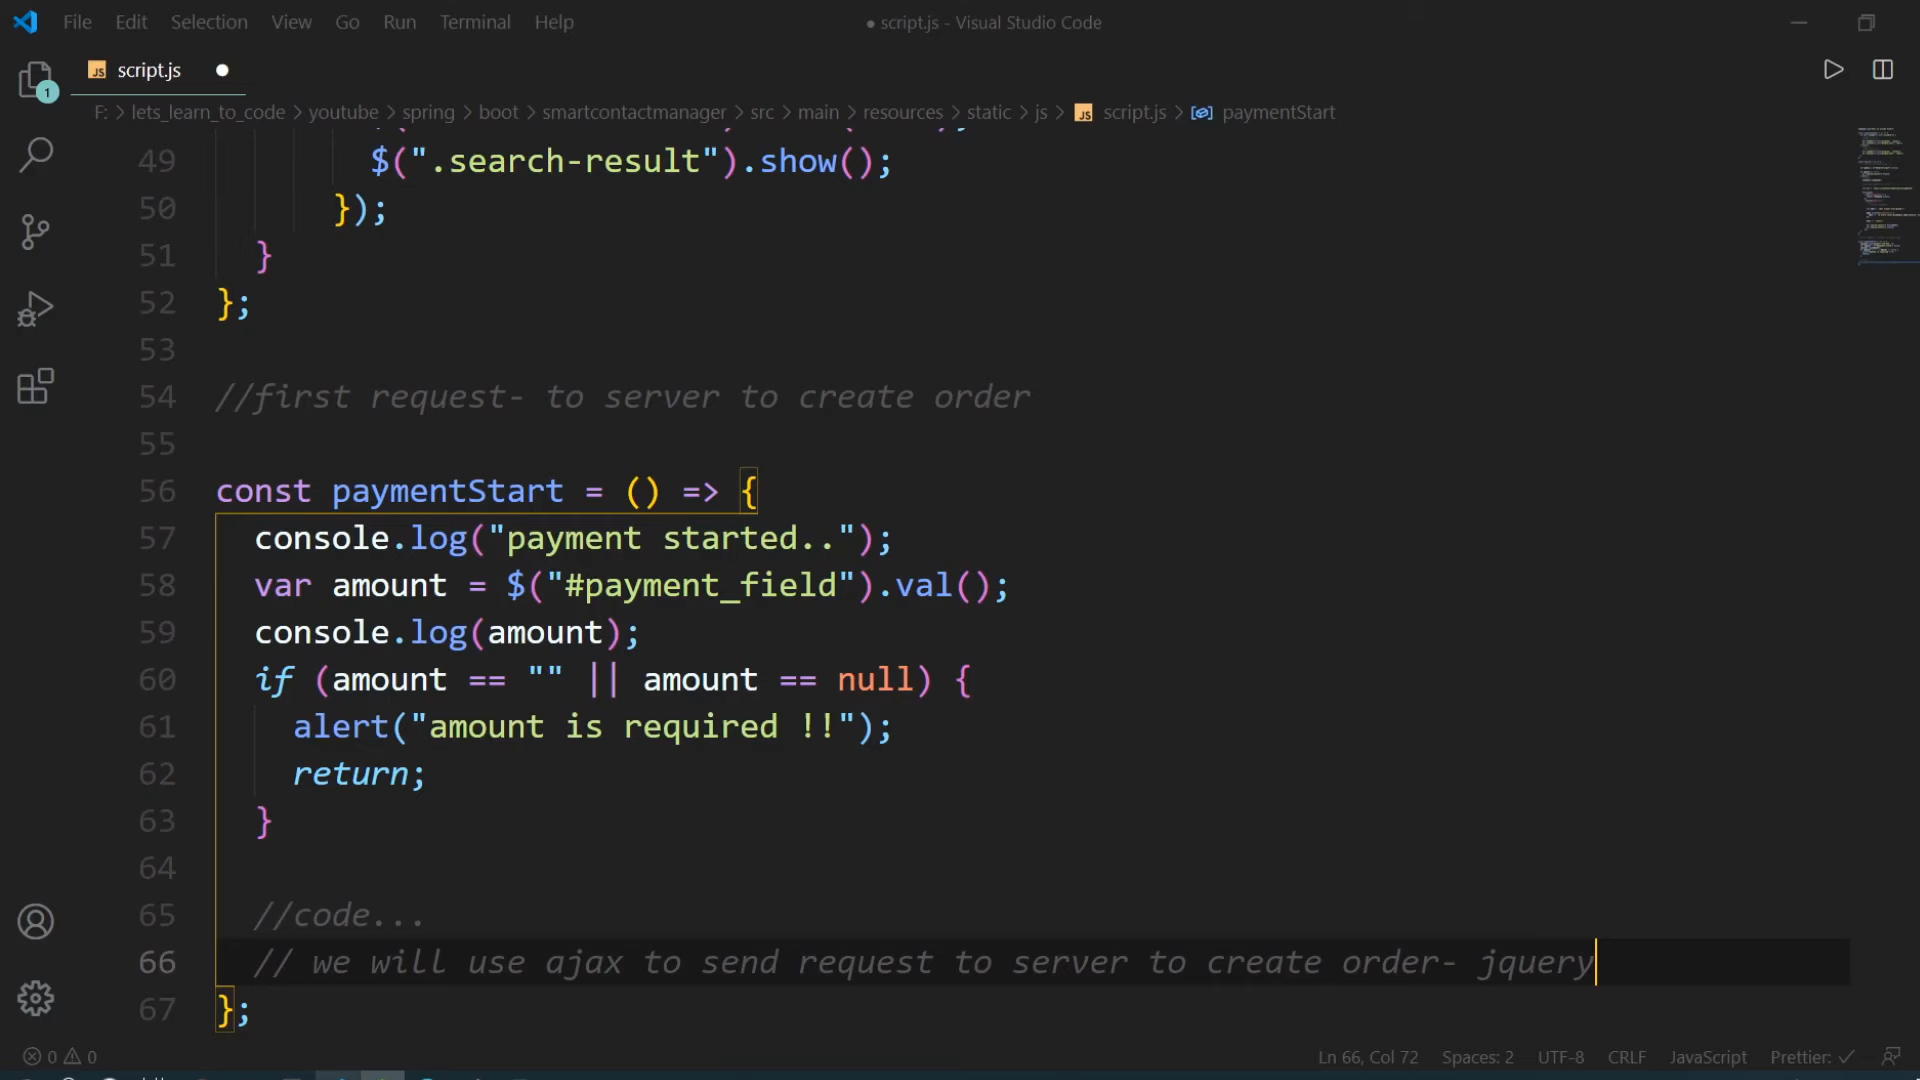 File Edit Selection View Go Run Terminal Help
● script.js - Visual Studio Code
JS script.js
1
F: > lets_learn_to_code > youtube > spring > boot > smartcontactmanager > src > main > resources > static > js > JS script.js > paymentStart
49 $(".search-result").show();
50 });
51 }
52 };
53
54 //first request- to server to create order
55
56 const paymentStart = () => {
57 console.log("payment started..");
58 var amount = $("#payment_field").val();
59 console.log(amount);
60 if (amount == "" || amount == null) {
61 alert("amount is required !!");
62 return;
63 }
64
65 //code...
66 // we will use ajax to send request to server to create order- jquery
67 };
0 0
Ln 66, Col 72 Spaces: 2 UTF-8 CRLF JavaScript Prettier: ✓